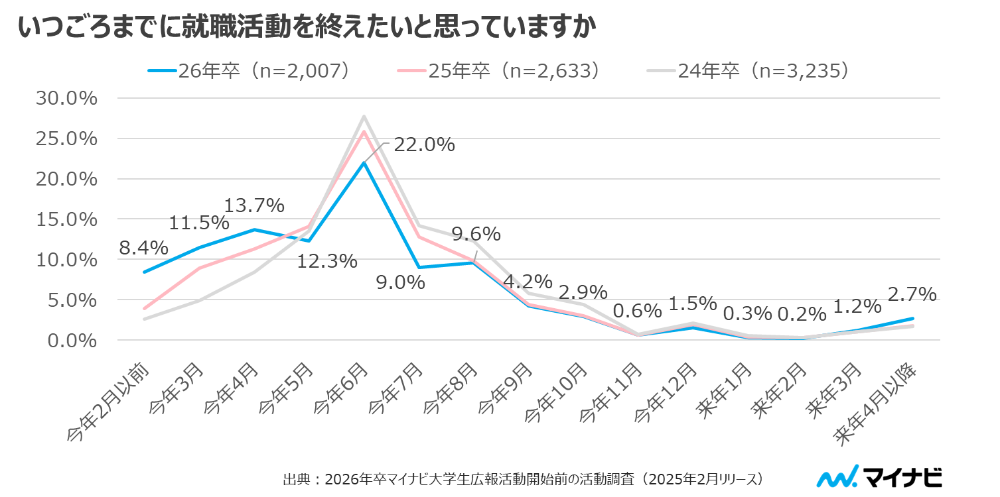 いつごろまでに就職活動を終えたいと思っていますか
26年卒（n=2,007） 25年卒（n=2,633） 24年卒（n=3,235）
30.0%
25.0%
20.0%
15.0%
10.0%
5.0%
0.0%
8.4%
11.5%
13.7%
12.3%
22.0%
9.0%
9.6%
4.2%
2.9%
0.6%
1.5%
0.3%
0.2%
1.2%
2.7%
今年2月以前
今年3月
今年4月
今年5月
今年6月
今年7月
今年8月
今年9月
今年10月
今年11月
今年12月
来年1月
来年2月
来年3月
来年4月以降
出典：2026年卒マイナビ大学生広報活動開始前の活動調査（2025年2月リリース）
マイナビ